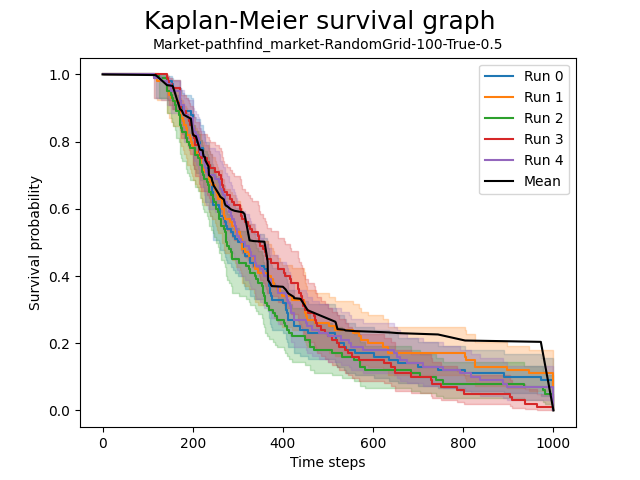 Kaplan-Meier survival graph
Market-pathfind_market-RandomGrid-100-True-0.5
Run 0
Run 1
Run 2
Run 3
Run 4
Mean
Survival probability
1.0
0.8
0.6
0.4
0.2
0.0
0 200 400 600 800 1000
Time steps